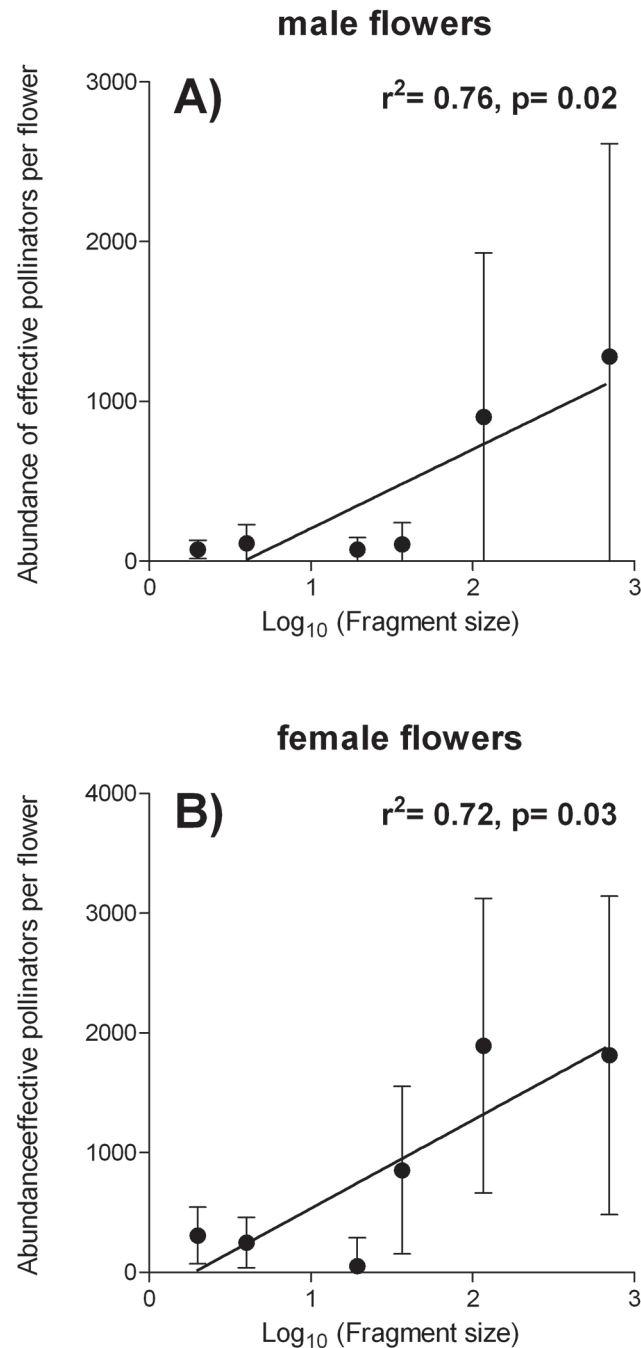 male flowers
A)
r²= 0.76, p= 0.02
Abundance of effective pollinators per flower
3000
2000
1000
0
0 1 2 3
Log₁₀ (Fragment size)
female flowers
B)
r²= 0.72, p= 0.03
Abundanceeffective pollinators per flower
4000
3000
2000
1000
0
0 1 2 3
Log₁₀ (Fragment size)